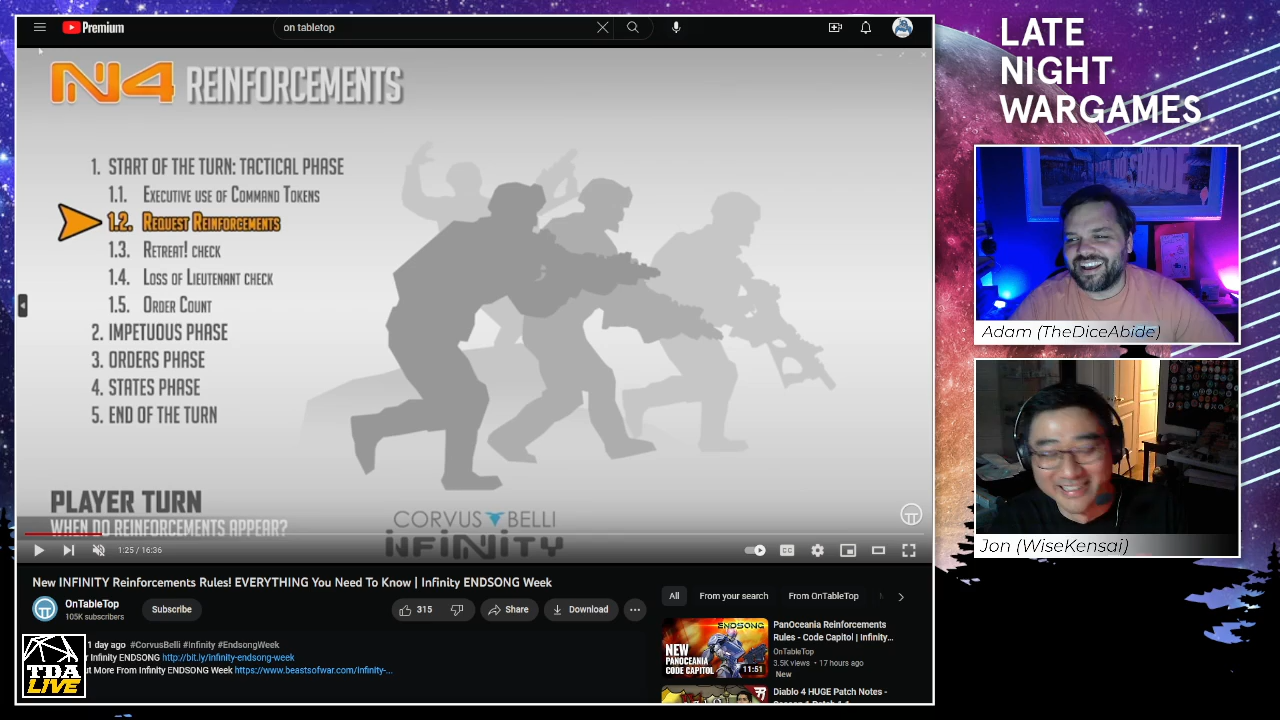 Premium
on tabletop
LATE
NIGHT
WARGAMES
N4 REINFORCEMENTS
1. START OF THE TURN: TACTICAL PHASE
1.1. EXECUTIVE USE OF COMMAND TOKENS
1.2. REQUEST REINFORCEMENTS
1.3. RETREAT! CHECK
1.4. LOSS OF LIEUTENANT CHECK
1.5. ORDER COUNT
2. IMPETUOUS PHASE
3. ORDERS PHASE
4. STATES PHASE
5. END OF THE TURN
PLAYER TURN
WHEN DO REINFORCEMENTS APPEAR?
CORVUS BELLI
INFINITY
1:25 / 16:36
CC
Adam (TheDiceAbide)
Jon (WiseKensai)
New INFINITY Reinforcements Rules! EVERYTHING You Need To Know | Infinity ENDSONG Week
OnTableTop
105K subscribers
Subscribe
315
Share
Download
1 day ago #CorvusBelli #Infinity #EndsongWeek
Infinity ENDSONG http://bit.ly/infinity-endsong-week
More From Infinity ENDSONG Week https://www.beastsofwar.com/infinity-...
TDA
LIVE
All
From your search
From OnTableTop
ENDSONG
NEW
PANOCEANIA
CODE CAPITOL
11:51
PanOceania Reinforcements
Rules - Code Capitol | Infinity...
OnTableTop
3.5K views • 17 hours ago
New
Diablo 4 HUGE Patch Notes -